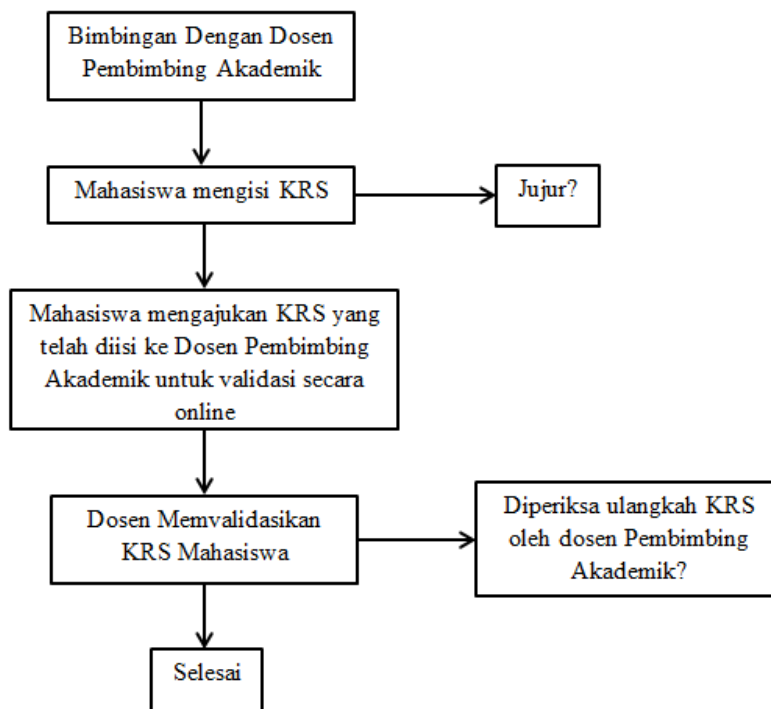 Bimbingan Dengan Dosen
Pembimbing Akademik
Mahasiswa mengisi KRS
Jujur?
Mahasiswa mengajukan KRS yang
telah diisi ke Dosen Pembimbing
Akademik untuk validasi secara
online
Dosen Memvalidasikan
KRS Mahasiswa
Diperiksa ulangkah KRS
oleh dosen Pembimbing
Akademik?
Selesai